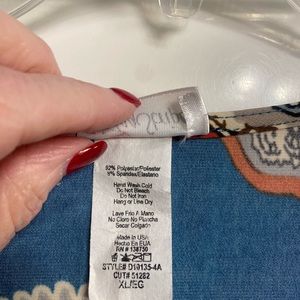 92% Polyester/Poliester
8% Spandex/Elastano
Hand Wash Cold
Do Not Bleach
Do Not Iron
Hang or Line Dry
Lave Frio A Mano
No Cloro No Plancha
Secar Colgado
Made In USA
Hecho En EUA
RN # 138750
STYLE# D10135-4A
CUT# 51282
XL/EG